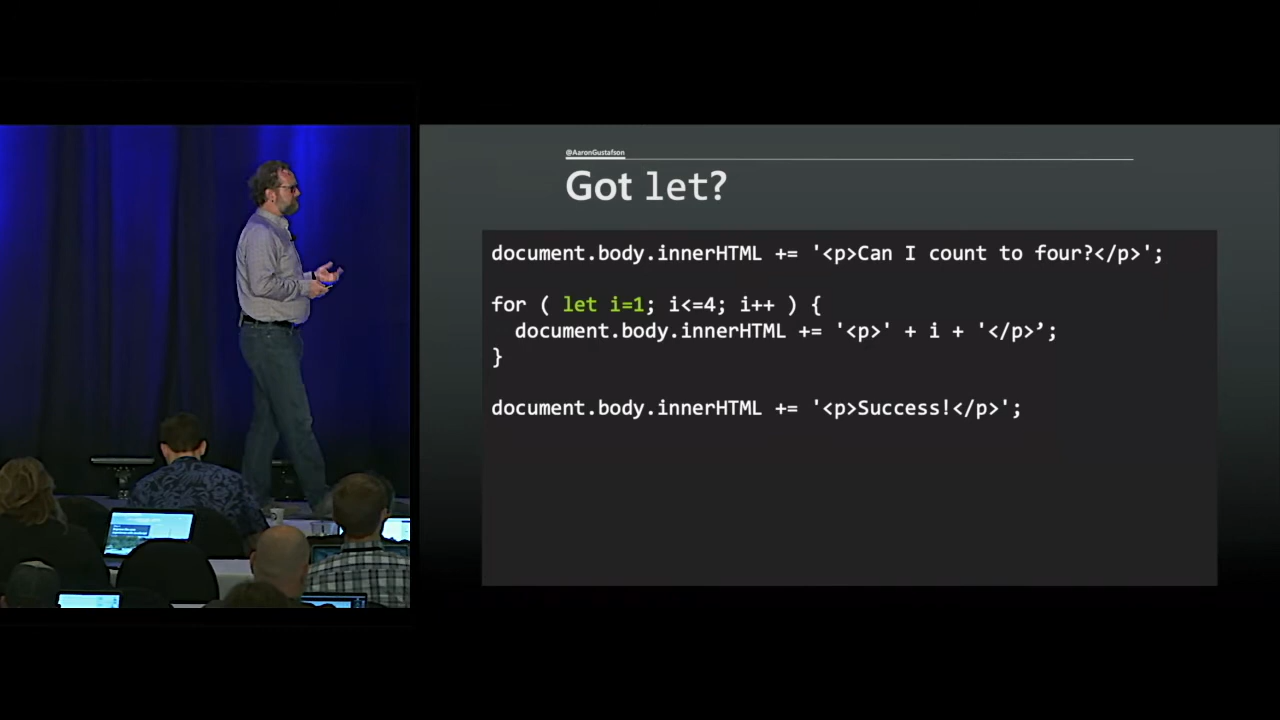 @AaronGustafson
Got let?
document.body.innerHTML += '<p>Can I count to four?</p>';
for ( let i=1; i<=4; i++ ) {
  document.body.innerHTML += '<p>' + i + '</p>’;
}
document.body.innerHTML += '<p>Success!</p>';